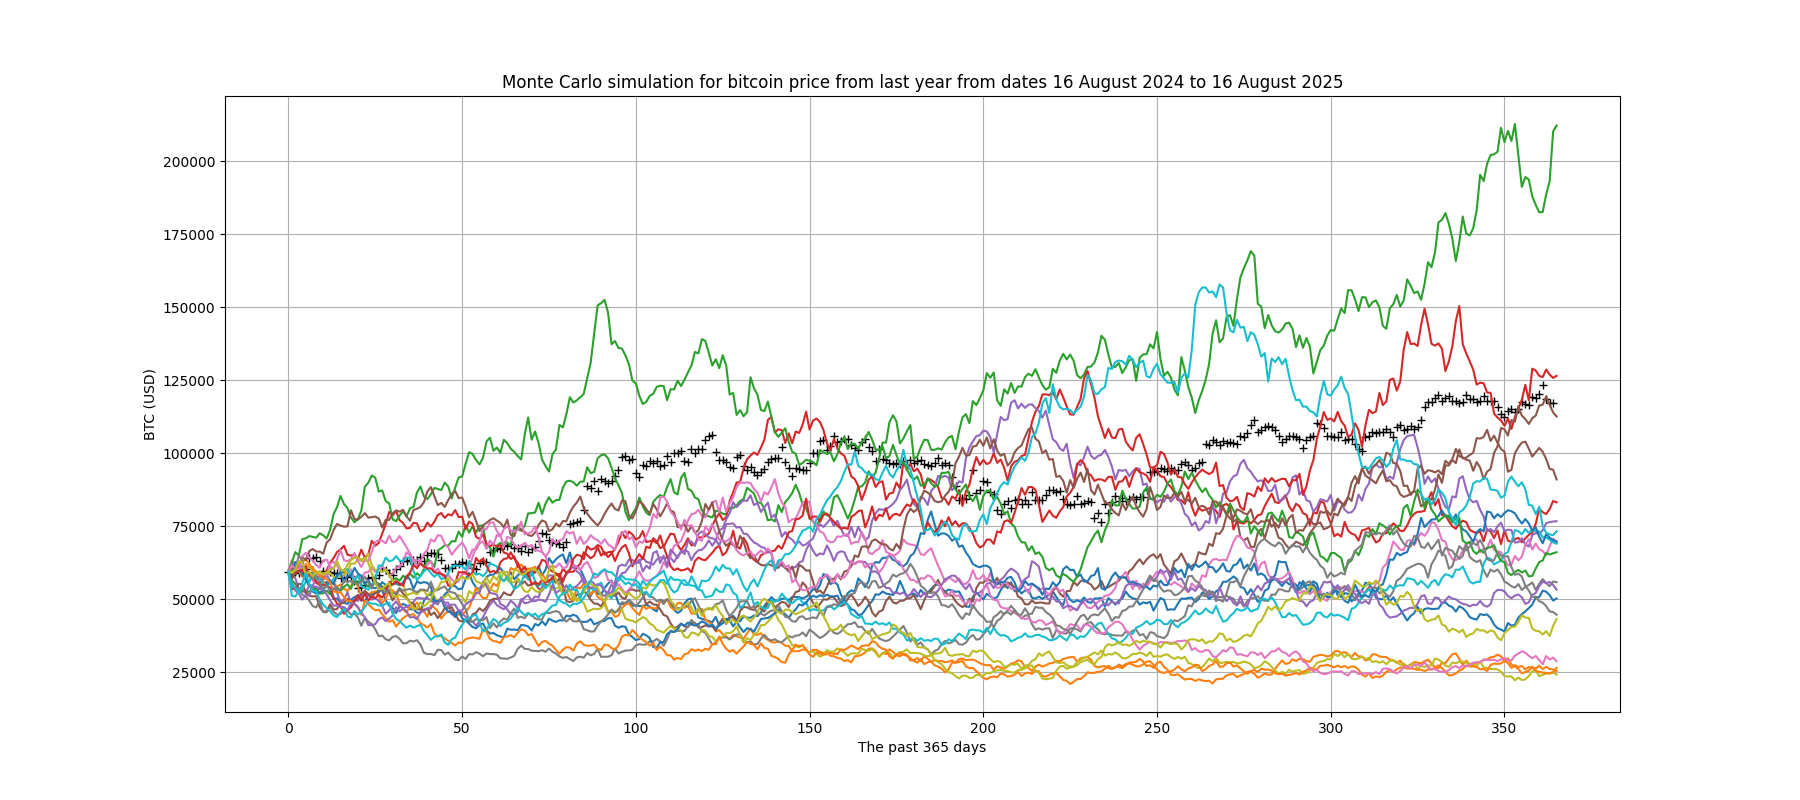 Monte Carlo simulation for bitcoin price from last year from dates 16 August 2024 to 16 August 2025
200000
175000
150000
125000
100000
75000
50000
25000
BTC (USD)
0 50 100 150 200 250 300 350
The past 365 days